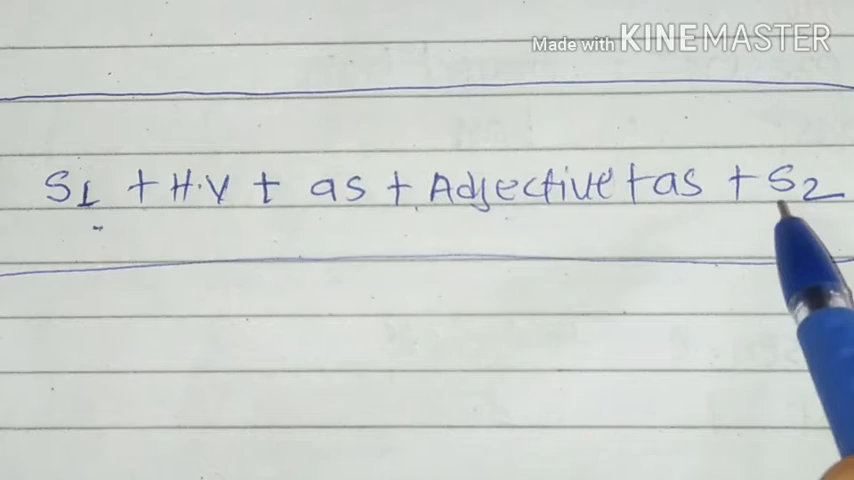 Made with KINEMASTER
S1 + H.V + as + Adjective + as + S2